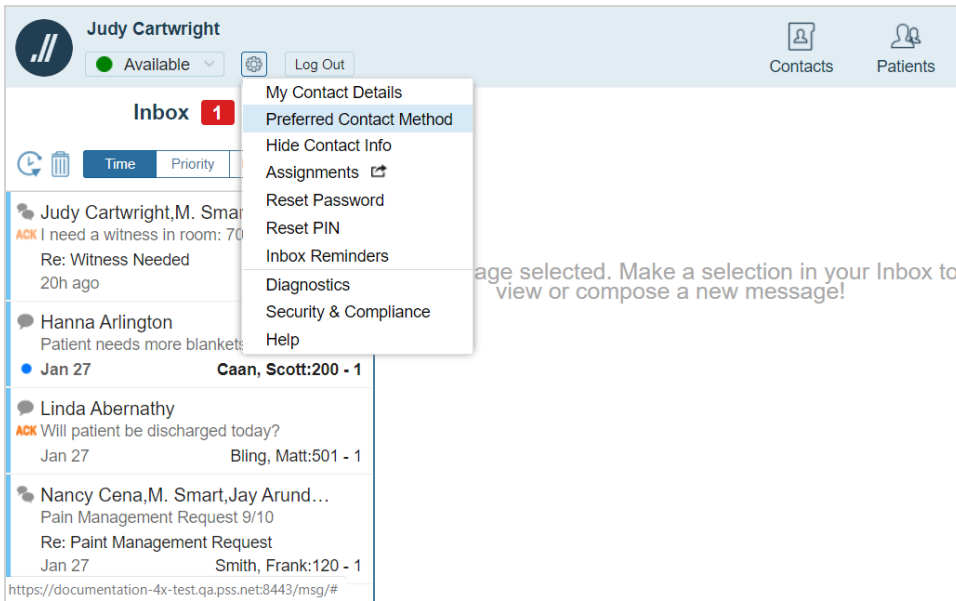 Judy Cartwright
Available
Log Out
Contacts
Patients
Inbox 1
Time
Priority
My Contact Details
Preferred Contact Method
Hide Contact Info
Assignments
Reset Password
Reset PIN
Inbox Reminders
Diagnostics
Security & Compliance
Help
Judy Cartwright,M. Smar
ACK I need a witness in room: 70
Re: Witness Needed
20h ago
Hanna Arlington
Patient needs more blankets
Jan 27 Caan, Scott:200 - 1
Linda Abernathy
ACK Will patient be discharged today?
Jan 27 Bling, Matt:501 - 1
Nancy Cena,M. Smart,Jay Arund…
Pain Management Request 9/10
Re: Paint Management Request
Jan 27 Smith, Frank:120 - 1
age selected. Make a selection in your Inbox to
view or compose a new message!
https://documentation-4x-test.qa.pss.net:8443/msg/#